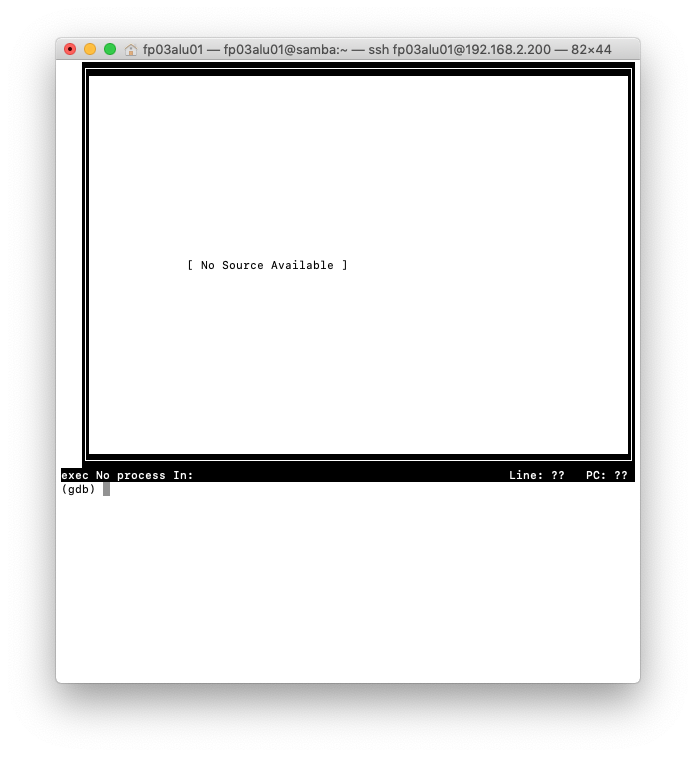 fp03alu01 — fp03alu01@samba:~ — ssh fp03alu01@192.168.2.200 — 82×44
[ No Source Available ]
exec No process In: Line: ?? PC: ??
(gdb)